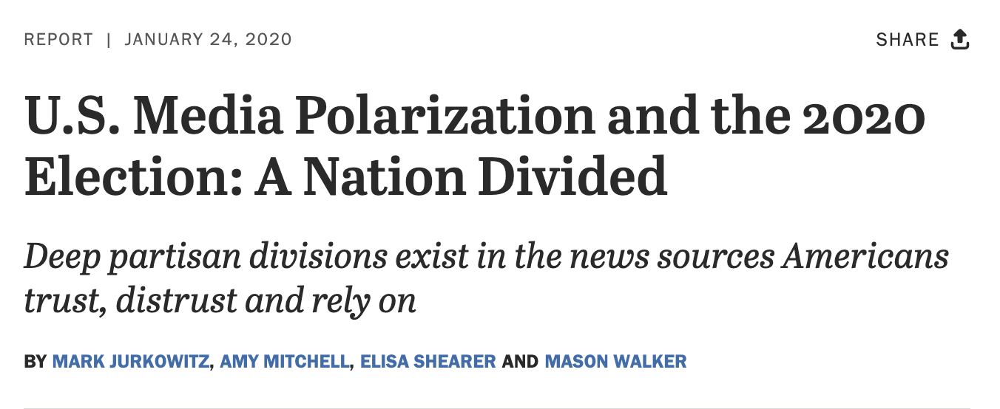 REPORT | JANUARY 24, 2020
SHARE
U.S. Media Polarization and the 2020
Election: A Nation Divided
Deep partisan divisions exist in the news sources Americans
trust, distrust and rely on
BY MARK JURKOWITZ, AMY MITCHELL, ELISA SHEARER AND MASON WALKER